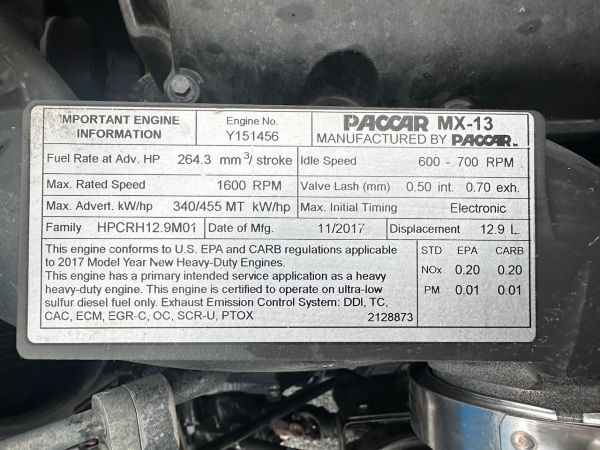 IMPORTANT ENGINE INFORMATION
Engine No. Y151456
PACCAR MX-13
MANUFACTURED BY PACCAR INC.
Fuel Rate at Adv. HP 264.3 mm³/ stroke
Idle Speed 600 - 700 RPM
Max. Rated Speed 1600 RPM
Valve Lash (mm) 0.50 int. 0.70 exh.
Max. Advert. kW/hp 340/455 MT kW/hp
Max. Initial Timing Electronic
Family HPCRH12.9M01
Date of Mfg. 11/2017
Displacement 12.9 L.
This engine conforms to U.S. EPA and CARB regulations applicable
to 2017 Model Year New Heavy-Duty Engines.
This engine has a primary intended service application as a heavy
heavy-duty engine. This engine is certified to operate on ultra-low
sulfur diesel fuel only. Exhaust Emission Control System: DDI, TC,
CAC, ECM, EGR-C, OC, SCR-U, PTOX 2128873
STD EPA CARB
NOx 0.20 0.20
PM 0.01 0.01